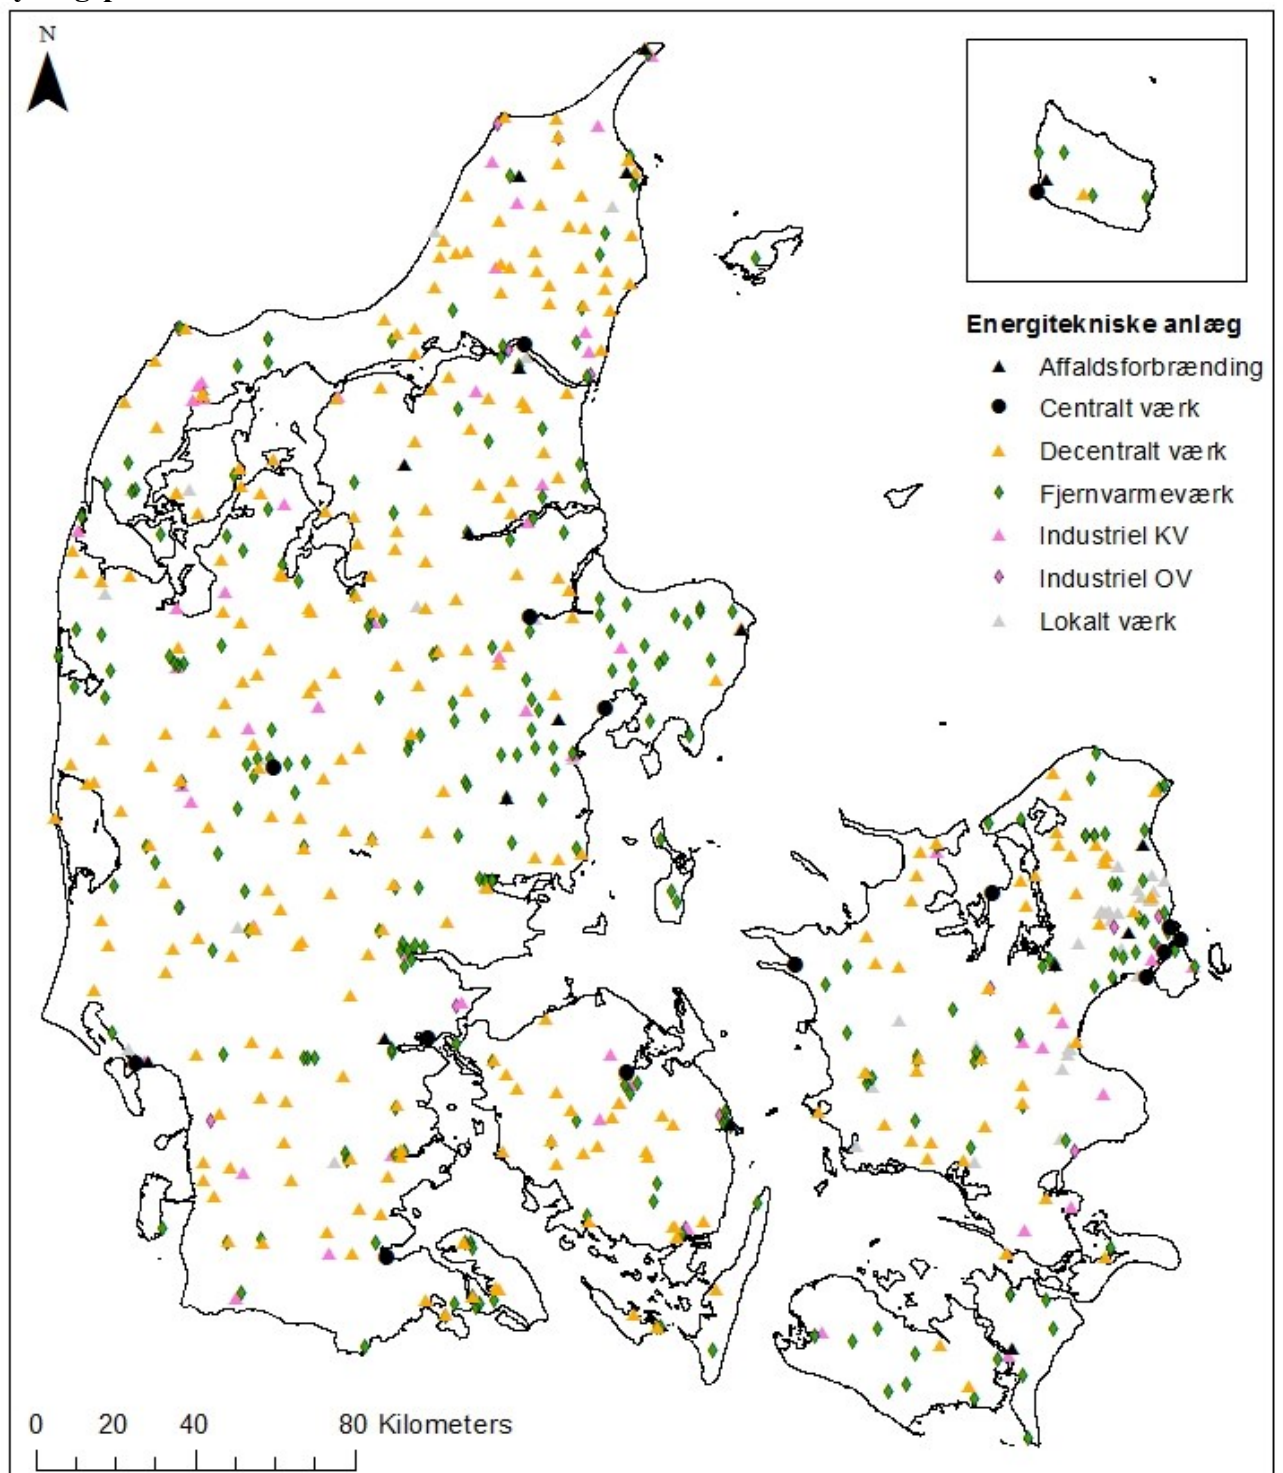 N
Energitekniske anlæg
Affaldsforbrænding
Centralt værk
Decentralt værk
Fjernvarmeværk
Industriel KV
Industriel OV
Lokalt værk
0 20 40 80 Kilometers